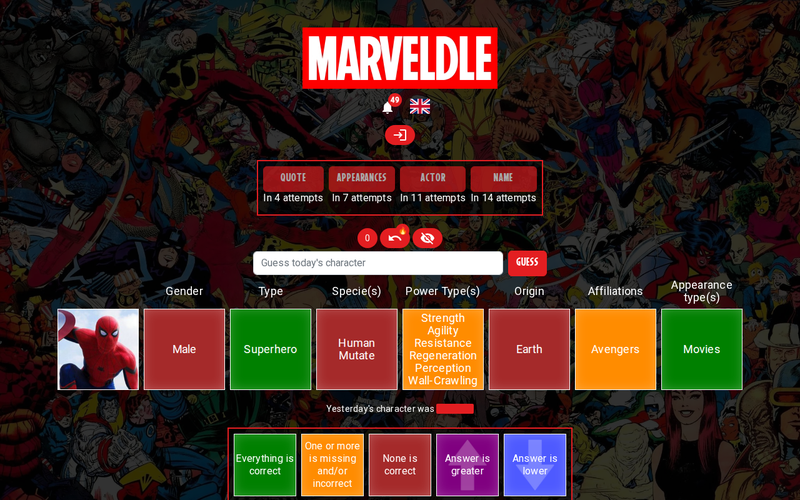 MARVELDLE
49
QUOTE APPEARANCES ACTOR NAME
In 4 attempts In 7 attempts In 11 attempts In 14 attempts
0
Guess today's character GUESS
Gender Type Specie(s) Power Type(s) Origin Affiliations Appearance type(s)
Male
Superhero
Human
Mutate
Strength
Agility
Resistance
Regeneration
Perception
Wall-Crawling
Earth
Avengers
Movies
Yesterday's character was
Everything is
correct
One or more
is missing
and/or
incorrect
None is
correct
Answer is
greater
Answer is
lower